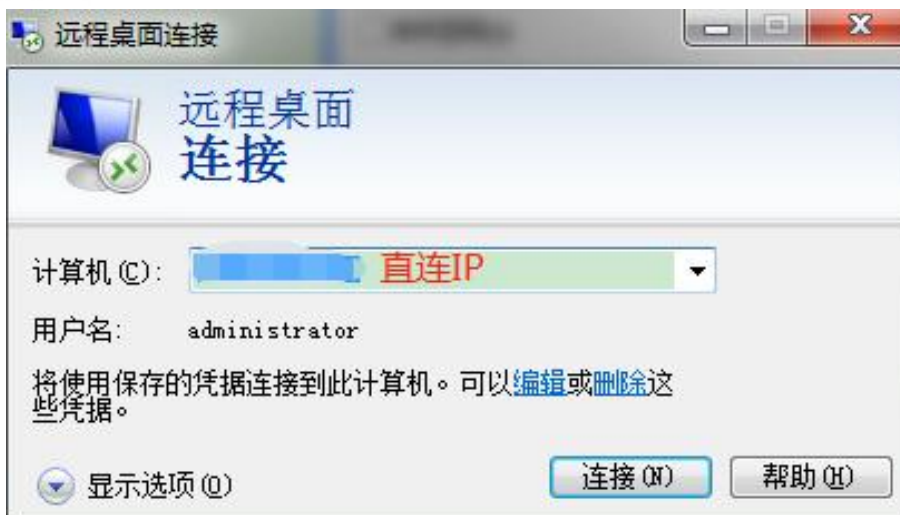 远程桌面连接
远程桌面
连接
计算机(C): 直连IP
用户名: administrator
将使用保存的凭据连接到此计算机。可以编辑或删除这
些凭据。
显示选项(O)
连接(N) 帮助(H)